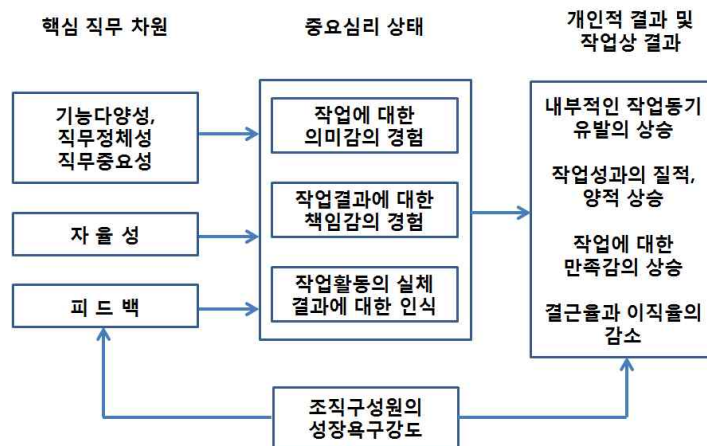 핵심 직무 차원
중요심리 상태
개인적 결과 및
작업상 결과
기능다양성,
직무정체성
직무중요성
자 율 성
피 드 백
작업에 대한
의미감의 경험
작업결과에 대한
책임감의 경험
작업활동의 실체
결과에 대한 인식
내부적인 작업동기
유발의 상승
작업성과의 질적,
양적 상승
작업에 대한
만족감의 상승
결근율과 이직율의
감소
조직구성원의
성장욕구강도